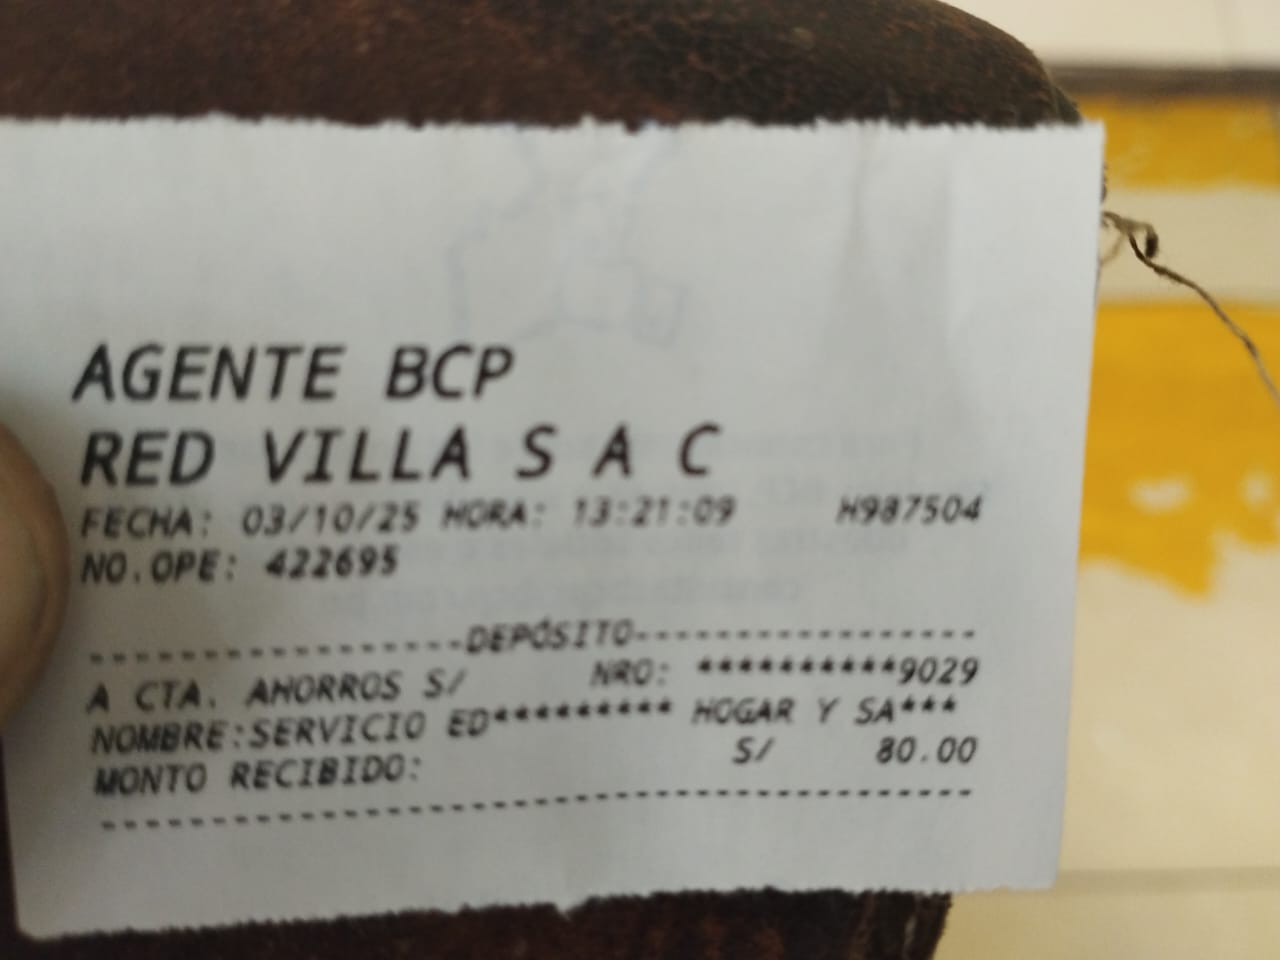 AGENTE BCP
RED VILLA S A C
FECHA: 03/10/25 HORA: 13:21:09 H987504
NO.OPE: 422695
-----------------DEPÓSITO----------------
A CTA. AHORROS S/ NRO: **********9029
NOMBRE:SERVICIO ED********* HOGAR Y SA***
MONTO RECIBIDO: S/ 80.00
-----------------------------------------